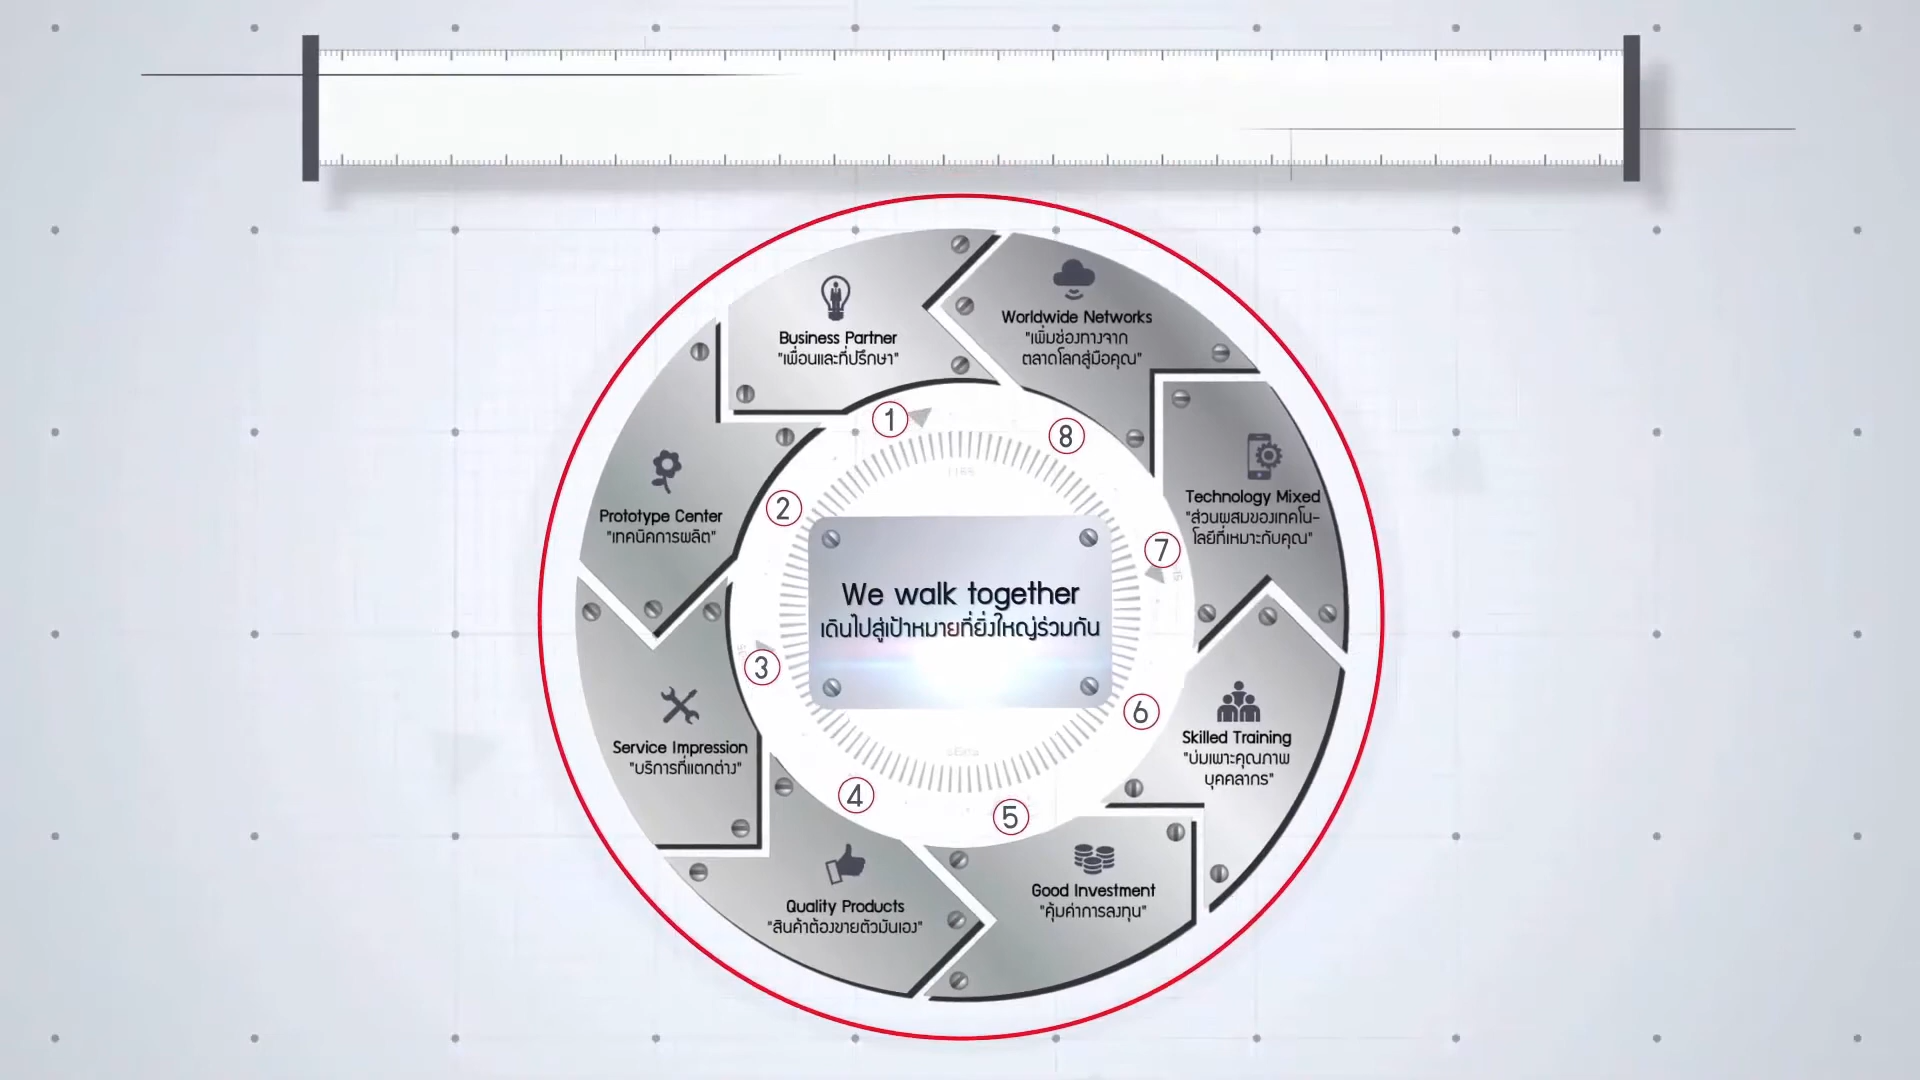 Business Partner
"เพื่อนและที่ปรึกษา"
1
Prototype Center
"เทคนิคการผลิต"
2
Service Impression
"บริการที่แตกต่าง"
3
Quality Products
"สินค้าต้องขายตัวมันเอง"
4
Good Investment
"คุ้มค่าการลงทุน"
5
Skilled Training
"บ่มเพาะคุณภาพ
บุคคลากร"
6
Technology Mixed
"ส่วนผสมของเทคโน-
โลยีที่เหมาะกับคุณ"
7
Worldwide Networks
"เพิ่มช่องทางจาก
ตลาดโลกสู่มือคุณ"
8
We walk together
เดินไปสู่เป้าหมายที่ยิ่งใหญ่ร่วมกัน